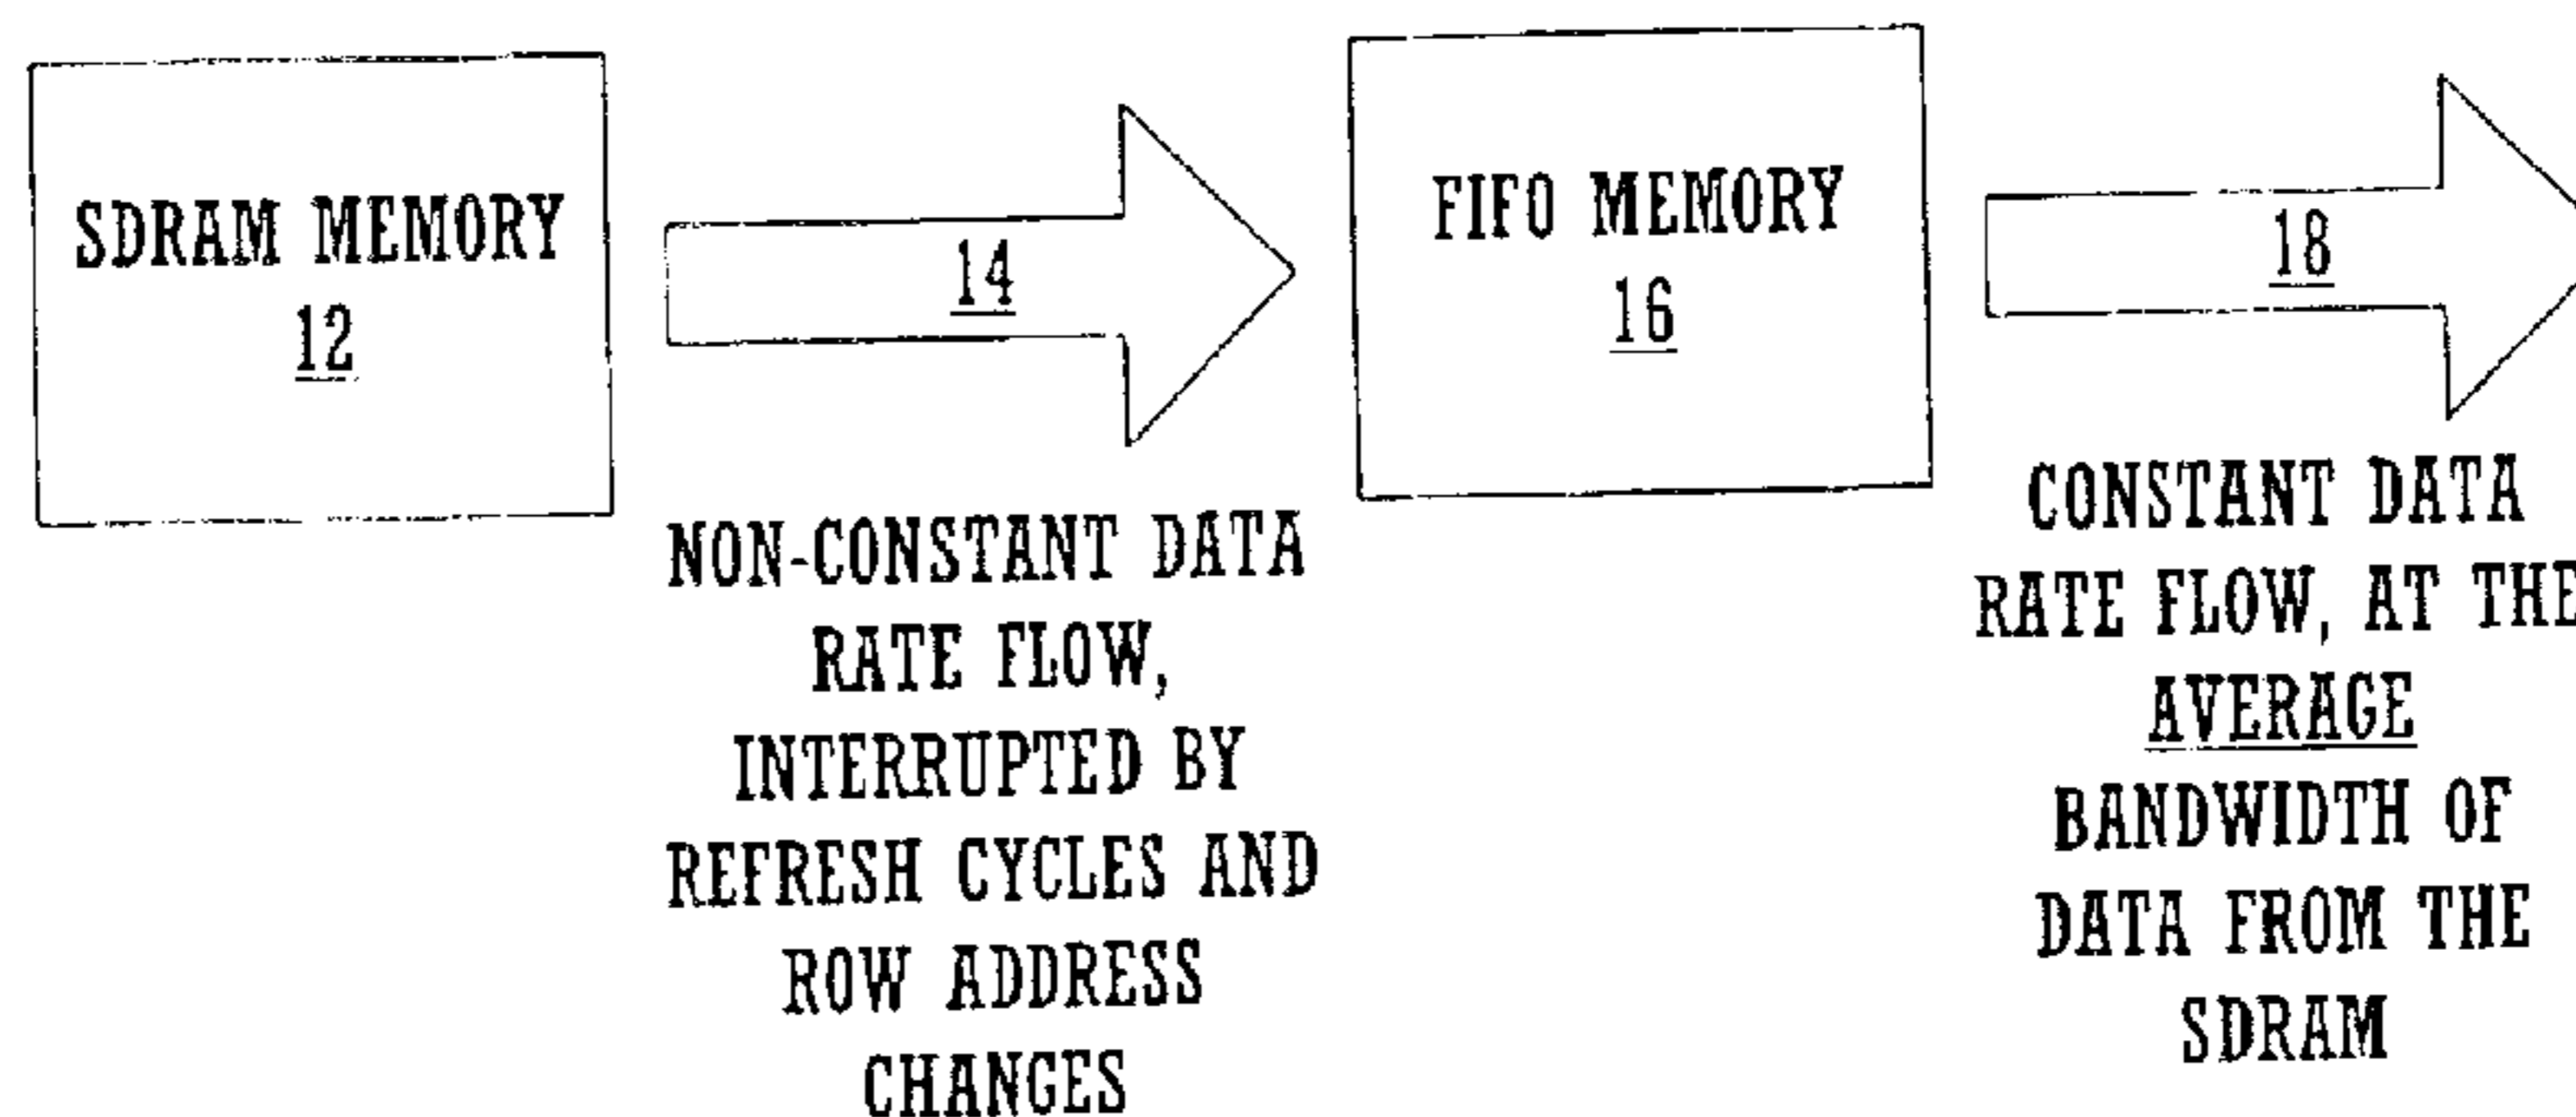 SDRAM MEMORY
12
14
NON-CONSTANT DATA
RATE FLOW,
INTERRUPTED BY
REFRESH CYCLES AND
ROW ADDRESS
CHANGES
FIFO MEMORY
16
18
CONSTANT DATA
RATE FLOW, AT THE
AVERAGE
BANDWIDTH OF
DATA FROM THE
SDRAM